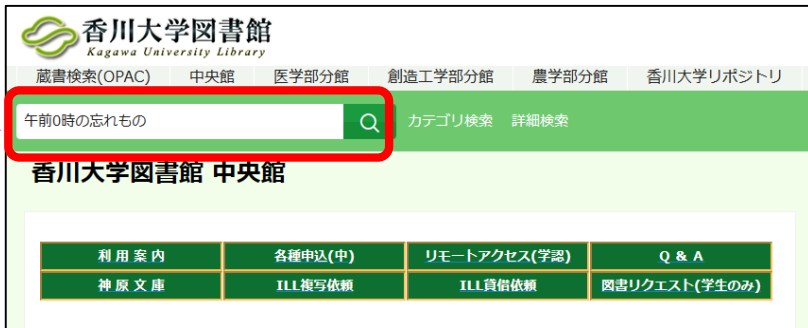 香川大学図書館
Kagawa University Library
蔵書検索(OPAC) 中央館 医学部分館 創造工学部分館 農学部分館 香川大学リポジトリ
午前0時の忘れもの カテゴリ検索 詳細検索
香川大学図書館 中央館
利用案内 各種申込(中) リモートアクセス(学認) Q & A
神原文庫 ILL複写依頼 ILL貸借依頼 図書リクエスト(学生のみ)